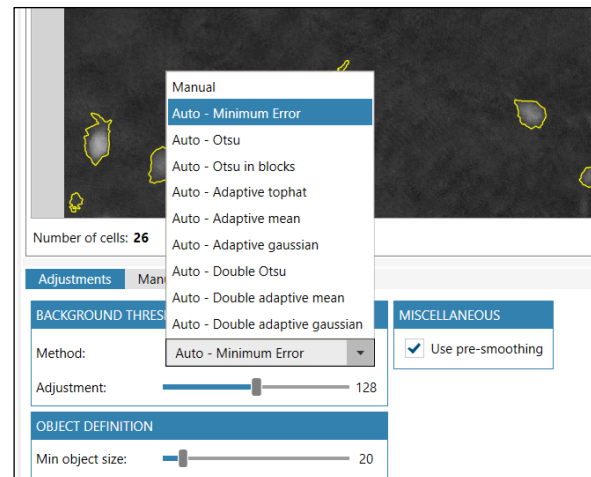 Manual
Auto - Minimum Error
Auto - Otsu
Auto - Otsu in blocks
Auto - Adaptive tophat
Auto - Adaptive mean
Auto - Adaptive gaussian
Auto - Double Otsu
Auto - Double adaptive mean
Auto - Double adaptive gaussian
Number of cells: 26
Adjustments Manu
BACKGROUND THRES
MISCELLANEOUS
Method: Auto - Minimum Error
Use pre-smoothing
Adjustment: 128
OBJECT DEFINITION
Min object size: 20